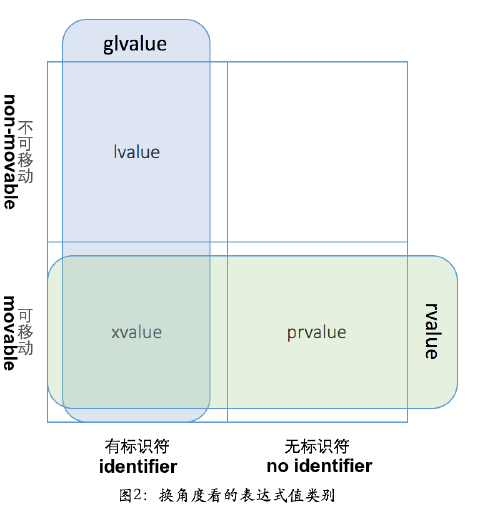 glvalue
不可移动
non-movable
lvalue
可移动
movable
xvalue
prvalue
rvalue
有标识符
identifier
无标识符
no identifier
图2：换角度看的表达式值类别